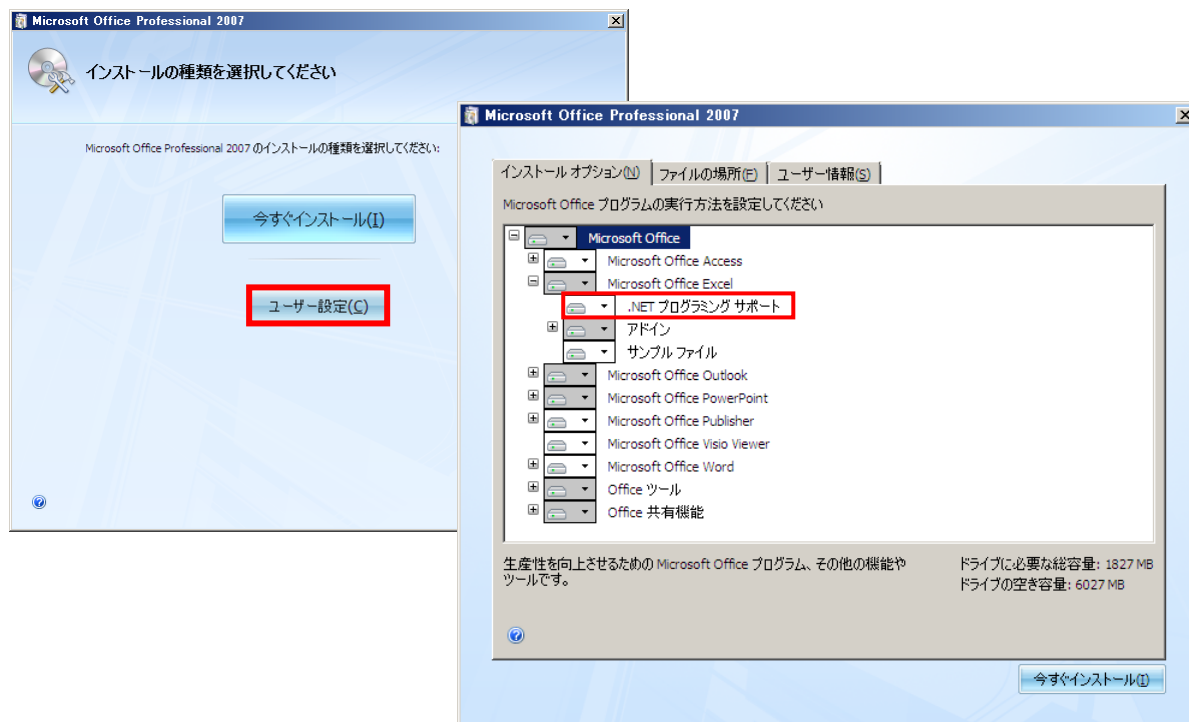 Microsoft Office Professional 2007
インストールの種類を選択してください
Microsoft Office Professional 2007 のインストールの種類を選択してください:
今すぐインストール(I)
ユーザー設定(C)
Microsoft Office Professional 2007
インストール オプション(N) ファイルの場所(F) ユーザー情報(S)
Microsoft Office プログラムの実行方法を設定してください
Microsoft Office
Microsoft Office Access
Microsoft Office Excel
.NET プログラミング サポート
アドイン
サンプル ファイル
Microsoft Office Outlook
Microsoft Office PowerPoint
Microsoft Office Publisher
Microsoft Office Visio Viewer
Microsoft Office Word
Office ツール
Office 共有機能
生産性を向上させるための Microsoft Office プログラム、その他の機能や
ツールです。
ドライブに必要な総容量: 1827 MB
ドライブの空き容量: 6027 MB
今すぐインストール(I)